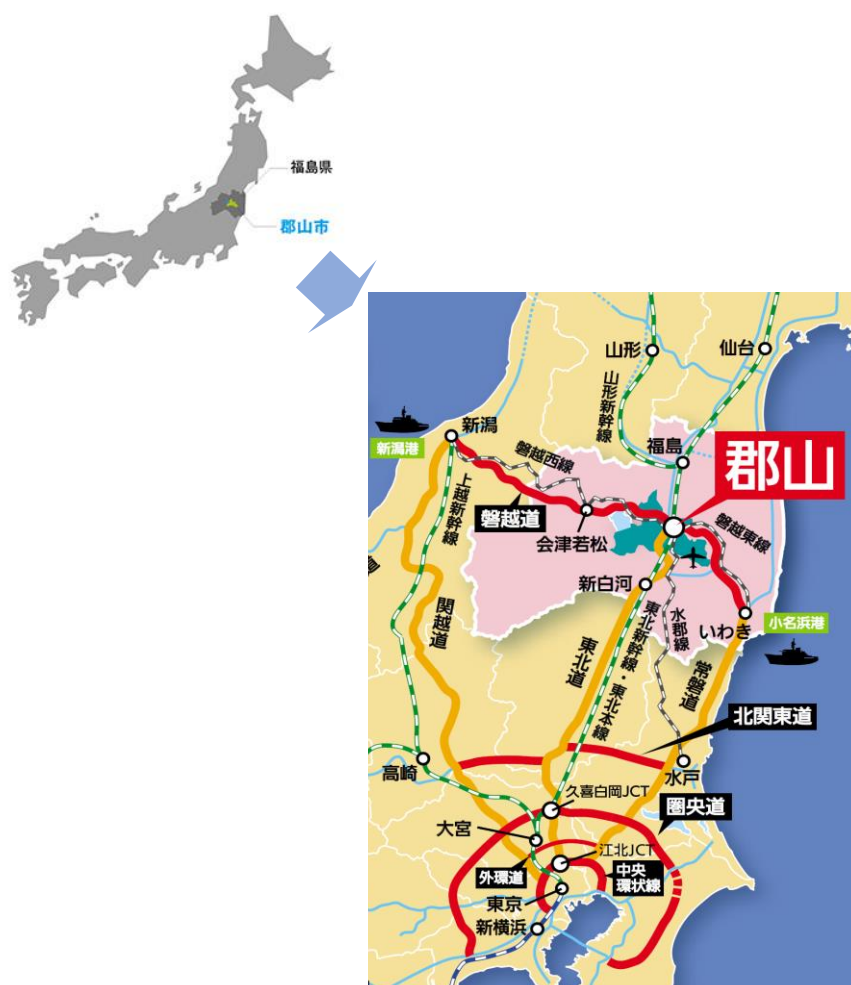 福島県
郡山市
山形
仙台
山形新幹線
新潟
新潟港
福島
郡山
磐越西線
磐越道
上越新幹線
会津若松
磐越東線
新白河
水郡線
いわき
小名浜港
関越道
東北道
東北新幹線・東北本線
常磐道
北関東道
高崎
水戸
久喜白岡JCT
圏央道
大宮
江北JCT
外環道
中央
環状線
東京
新横浜
道